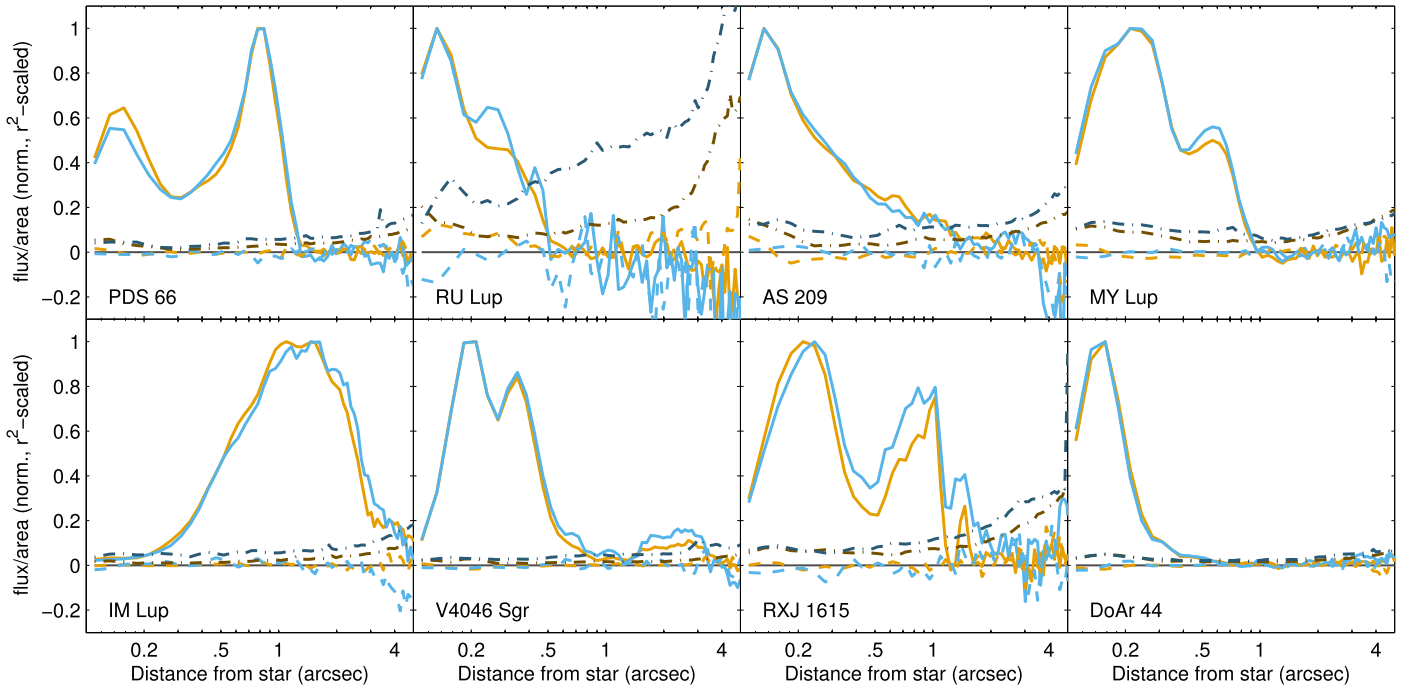 flux/area (norm., r²−scaled)
1
0.8
0.6
0.4
0.2
0
−0.2
PDS 66
RU Lup
AS 209
MY Lup
flux/area (norm., r²−scaled)
1
0.8
0.6
0.4
0.2
0
−0.2
IM Lup
V4046 Sgr
RXJ 1615
DoAr 44
0.2 .5 1 4
0.2 .5 1 4
0.2 .5 1 4
0.2 .5 1 4
Distance from star (arcsec)
Distance from star (arcsec)
Distance from star (arcsec)
Distance from star (arcsec)